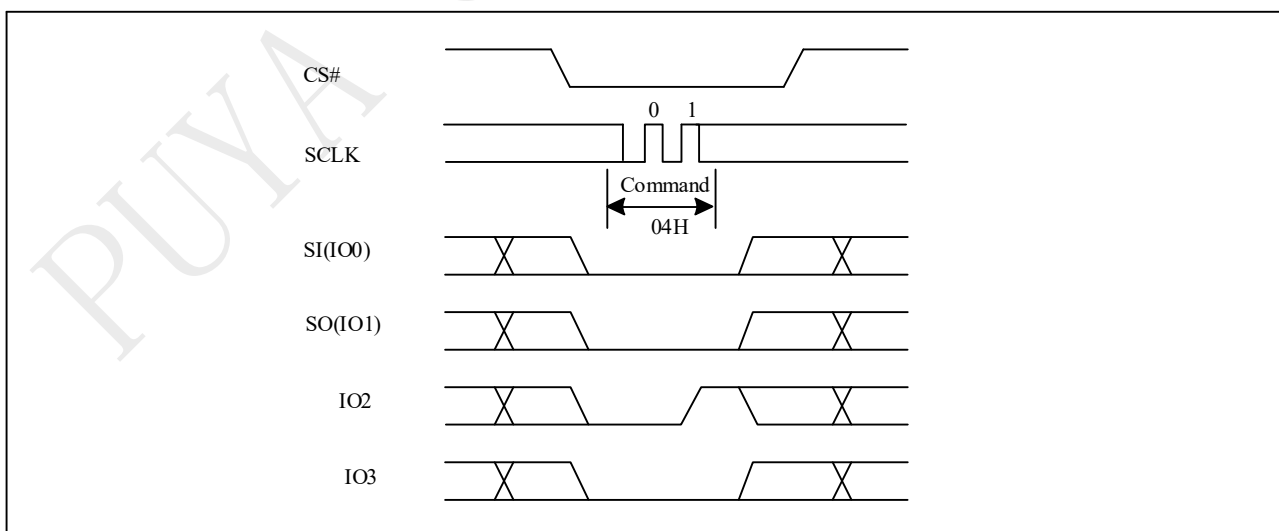 PUYA
CS#
0 1
SCLK
Command
04H
SI(IO0)
SO(IO1)
IO2
IO3